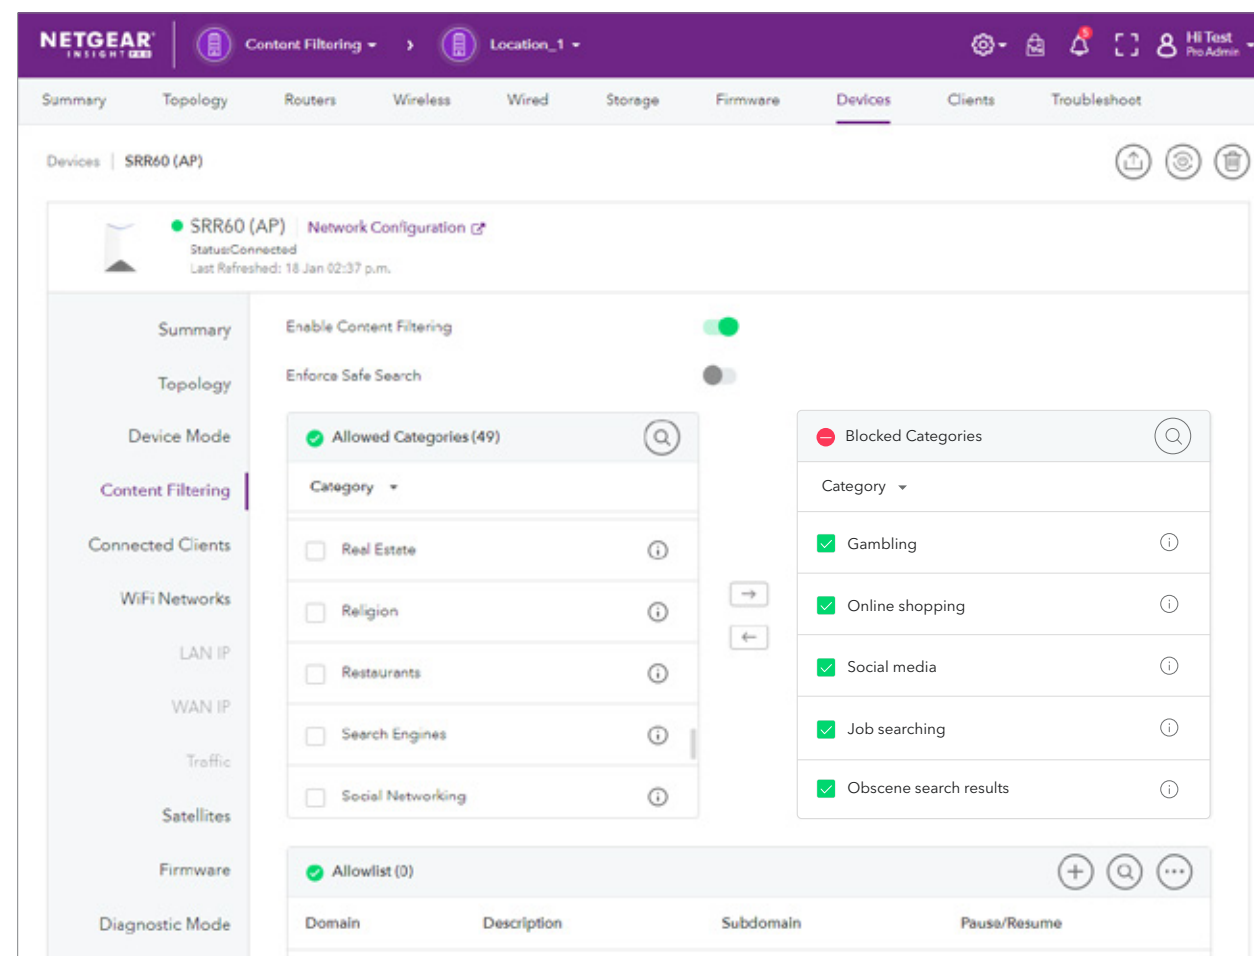 NETGEAR®
INSIGHT PRO
Content Filtering
Location_1
Hi Test
Pro Admin
Summary Topology Routers Wireless Wired Storage Firmware Devices Clients Troubleshoot
Devices | SRR60 (AP)
SRR60 (AP) Network Configuration
Status:Connected
Last Refreshed: 18 Jan 02:37 p.m.
Summary
Topology
Device Mode
Content Filtering
Connected Clients
WiFi Networks
LAN IP
WAN IP
Traffic
Satellites
Firmware
Diagnostic Mode
Enable Content Filtering
Enforce Safe Search
Allowed Categories (49)
Category
Real Estate
Religion
Restaurants
Search Engines
Social Networking
Blocked Categories
Category
Gambling
Online shopping
Social media
Job searching
Obscene search results
Allowlist (0)
Domain Description Subdomain Pause/Resume